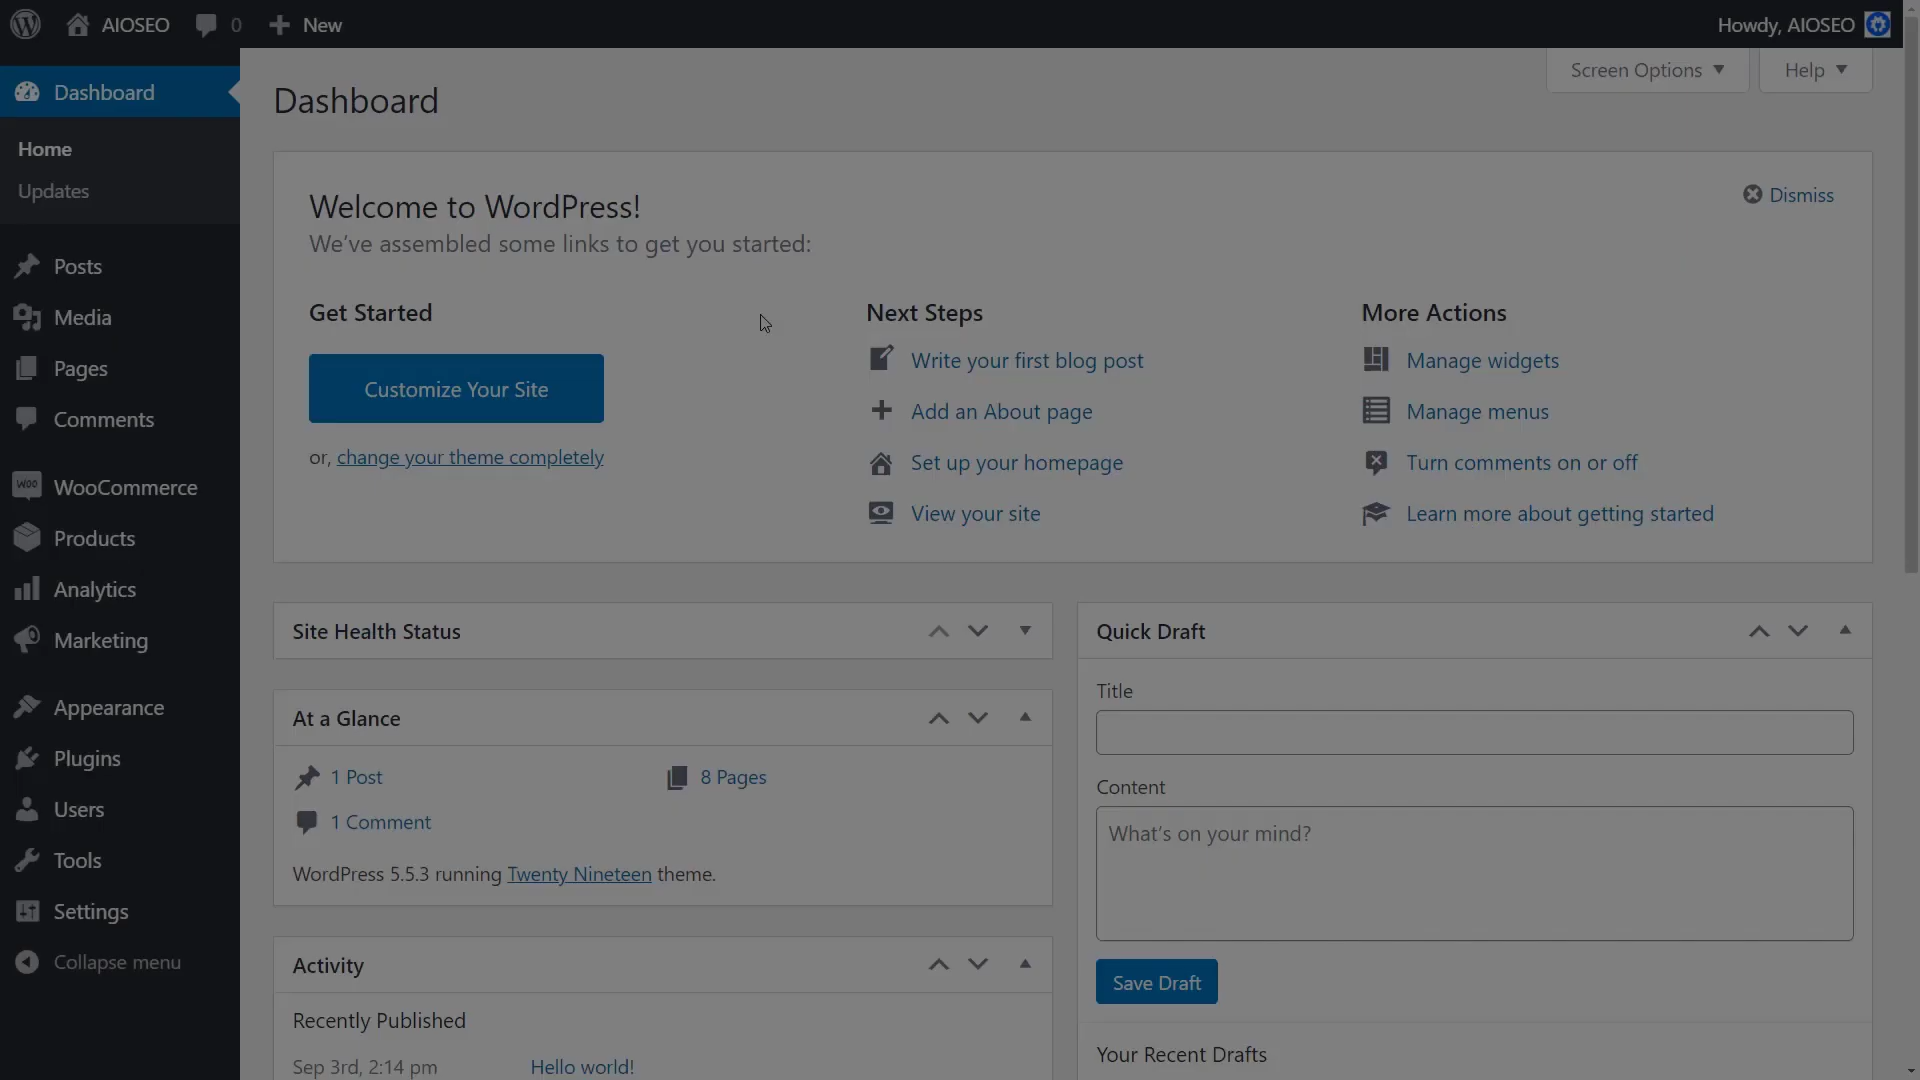 AIOSEO
0
New
Howdy, AIOSEO
Dashboard
Home
Updates
Posts
Media
Pages
Comments
WOO
WooCommerce
Products
Analytics
Marketing
Appearance
Plugins
Users
Tools
Settings
Collapse menu
Screen Options
Help
Dashboard
Welcome to WordPress!
We've assembled some links to get you started:
Dismiss
Get Started
Customize Your Site
or, change your theme completely
Next Steps
Write your first blog post
Add an About page
Set up your homepage
View your site
More Actions
Manage widgets
Manage menus
Turn comments on or off
Learn more about getting started
Site Health Status
At a Glance
1 Post
8 Pages
1 Comment
WordPress 5.5.3 running Twenty Nineteen theme.
Activity
Recently Published
Sep 3rd, 2:14 pm
Hello world!
Quick Draft
Title
Content
What's on your mind?
Save Draft
Your Recent Drafts